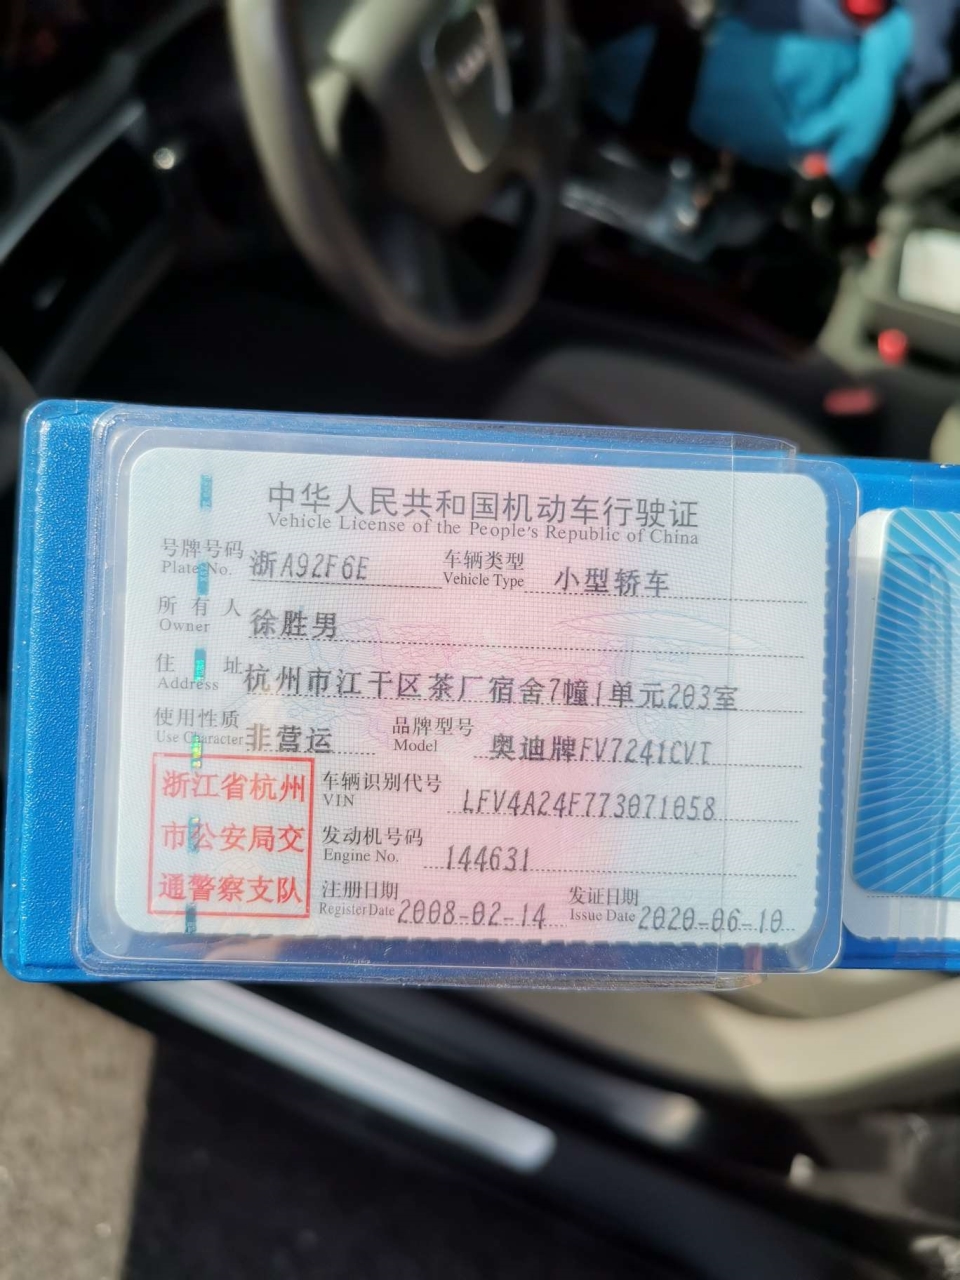 中华人民共和国机动车行驶证
Vehicle License of the People's Republic of China
号牌号码 浙A92F6E 车辆类型 小型轿车
Plate No. Vehicle Type
所有人 徐胜男
Owner
住址 杭州市江干区茶厂宿舍7幢1单元203室
Address
使用性质 非营运 品牌型号 奥迪牌FV7241CVT
Use Character Model
浙江省杭州
市公安局交
通警察支队
车辆识别代号 LFV4A24F773071058
VIN
发动机号码 144631
Engine No.
注册日期 2008-02-14 发证日期 2020-06-10
Register Date Issue Date